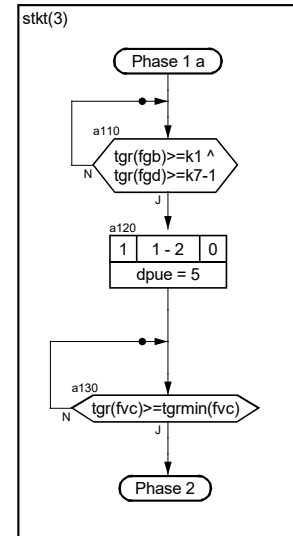 stkt(3)
Phase 1 a
a110
tgr(fgb)>=k1 ^
tgr(fgd)>=k7-1
N
J
a120
1 1 - 2 0
dpue = 5
a130
tgr(fvc)>=tgrmin(fvc)
N
J
Phase 2